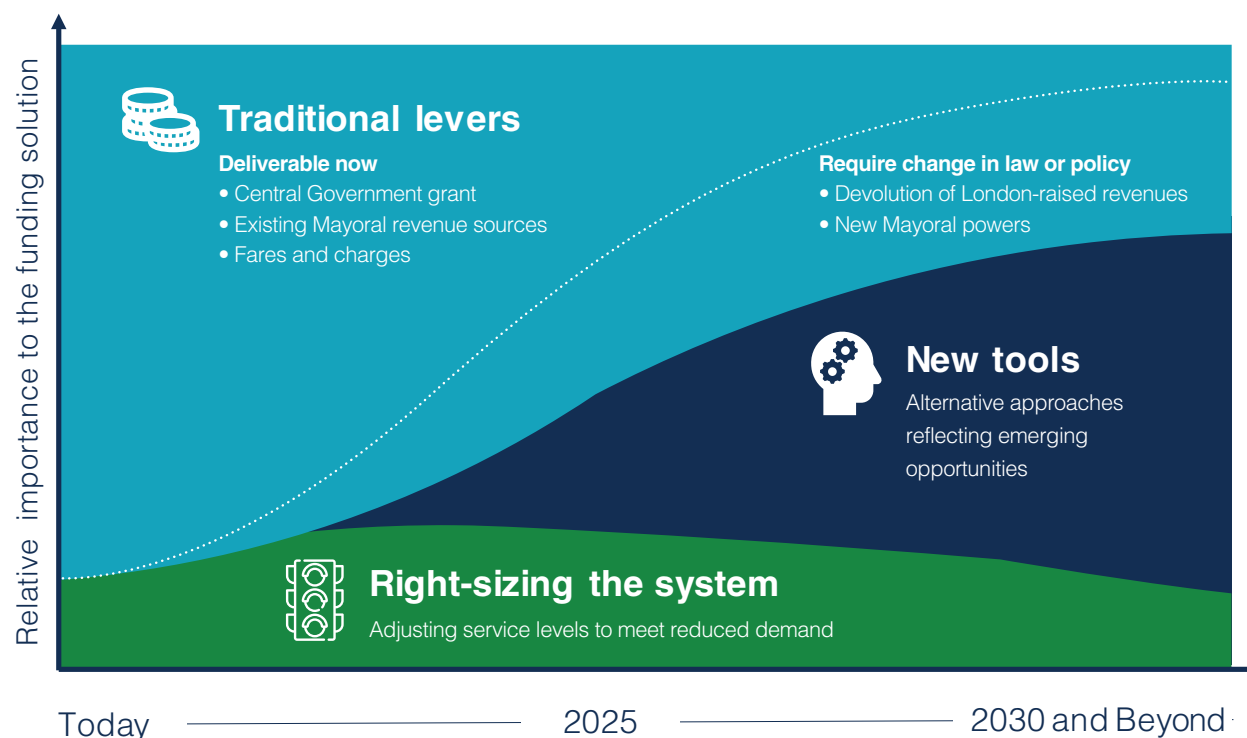 Relative importance to the funding solution
Traditional levers
Deliverable now
• Central Government grant
• Existing Mayoral revenue sources
• Fares and charges
Require change in law or policy
• Devolution of London-raised revenues
• New Mayoral powers
New tools
Alternative approaches
reflecting emerging
opportunities
Right-sizing the system
Adjusting service levels to meet reduced demand
Today
2025
2030 and Beyond